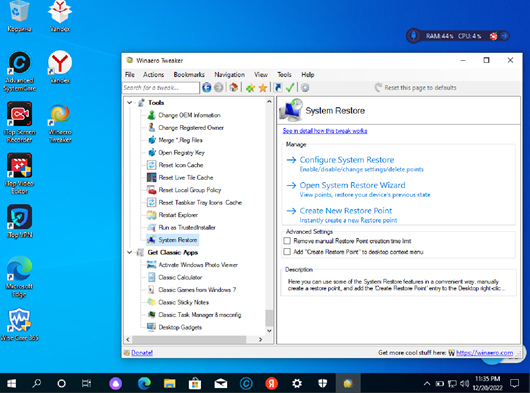 Корзина
Yandex
Advanced
SystemCare
Yandex
iTop Screen
Recorder
Winaero
Tweaker
iTop Video
Editor
iTop VPN
Microsoft
Edge
Wise Care 365
RAM:44% CPU:4%
Winaero Tweaker
File Actions Bookmarks Navigation View Tools Help
Search for a tweak...
Reset this page to defaults
Tools
Change OEM Information
Change Registered Owner
Merge *.Reg Files
Open Registry Key
Reset Icon Cache
Reset Live Tile Cache
Reset Local Group Policy
Reset Taskbar Tray Icons Cache
Restart Explorer
Run as TrustedInstaller
System Restore
Get Classic Apps
Activate Windows Photo Viewer
Classic Calculator
Classic Games from Windows 7
Classic Sticky Notes
Classic Task Manager & msconfig
Desktop Gadgets
System Restore
See in detail how the tweak works
Manage
Configure System Restore
Enable/disable/change settings/delete points
Open System Restore Wizard
View points, restore your device's previous state
Create New Restore Point
Instantly create a new Restore point
Advanced Settings
Remove manual Restore Point creation time limit
Add "Create Restore Point" to desktop context menu
Description
Here you can use some of the System Restore features in a convenient way: manually
create a restore point, and add the 'Create Restore Point' entry to the Desktop right-clic...
Donate!
Get more cool stuff here: W https://winaero.com
11:35 PM
12/20/2022